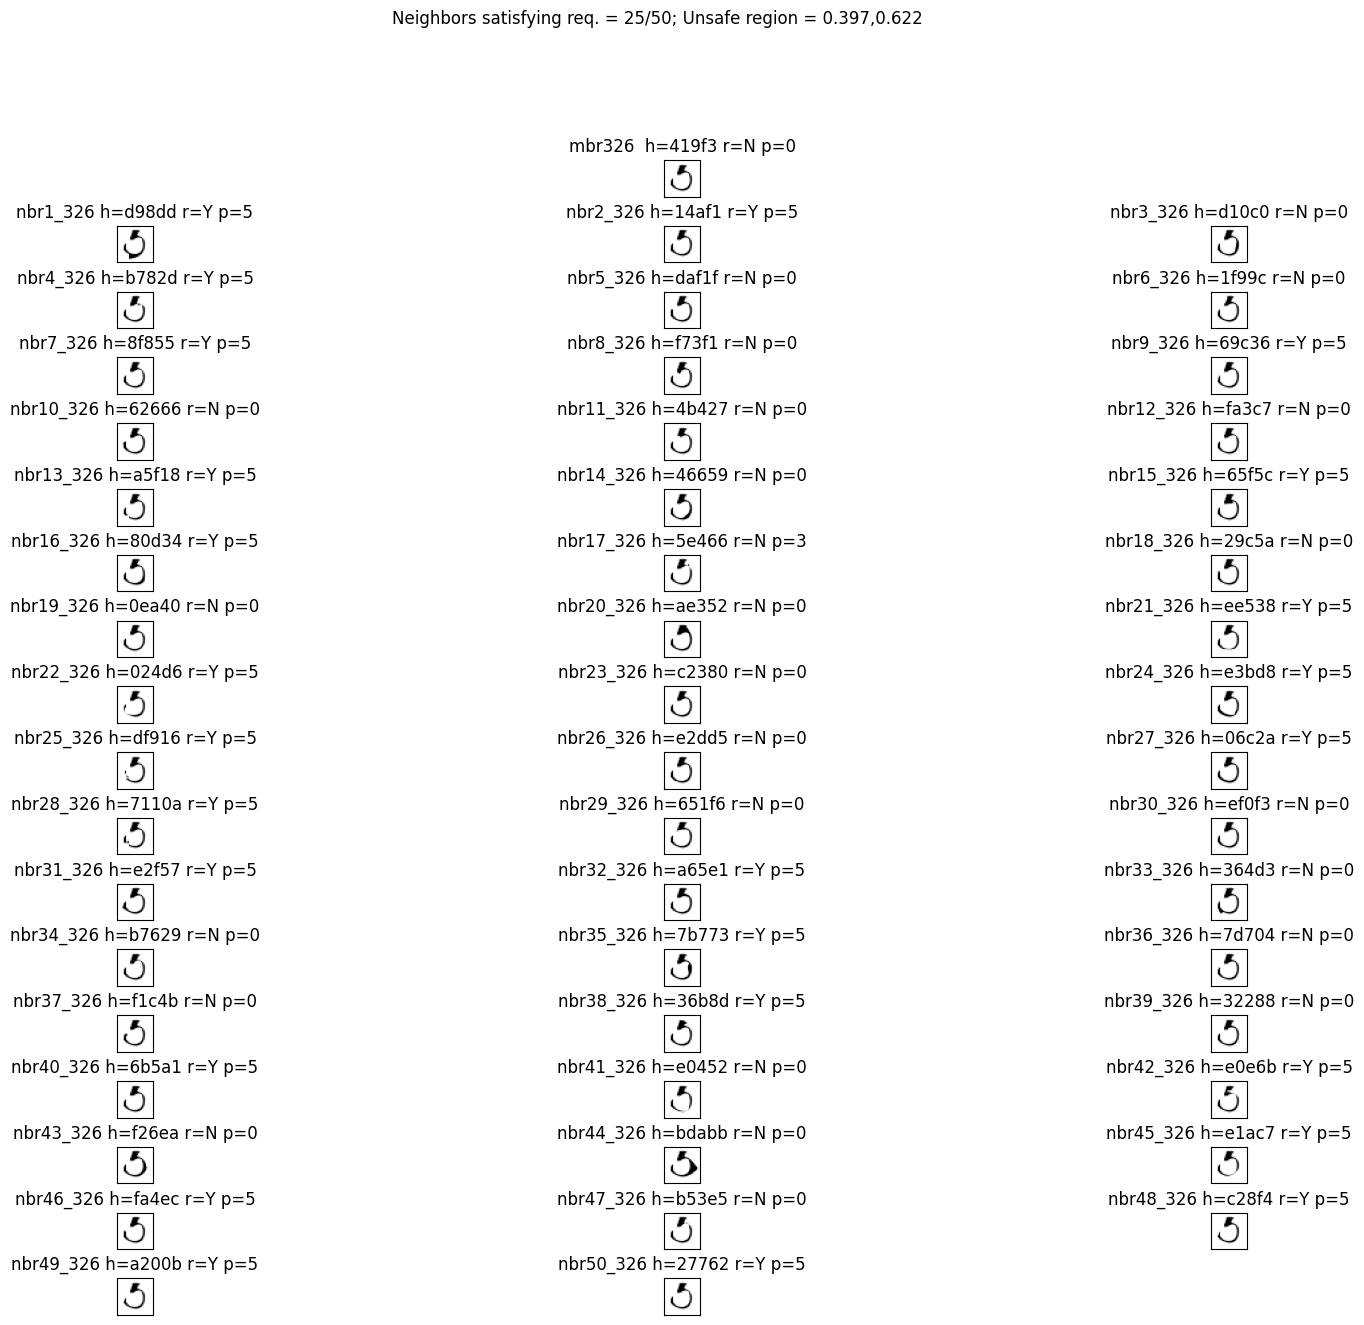 Neighbors satisfying req. = 25/50; Unsafe region = 0.397,0.622
mbr326  h=419f3 r=N p=0
nbr1_326 h=d98dd r=Y p=5
nbr2_326 h=14af1 r=Y p=5
nbr3_326 h=d10c0 r=N p=0
nbr4_326 h=b782d r=Y p=5
nbr5_326 h=daf1f r=N p=0
nbr6_326 h=1f99c r=N p=0
nbr7_326 h=8f855 r=Y p=5
nbr8_326 h=f73f1 r=N p=0
nbr9_326 h=69c36 r=Y p=5
nbr10_326 h=62666 r=N p=0
nbr11_326 h=4b427 r=N p=0
nbr12_326 h=fa3c7 r=N p=0
nbr13_326 h=a5f18 r=Y p=5
nbr14_326 h=46659 r=N p=0
nbr15_326 h=65f5c r=Y p=5
nbr16_326 h=80d34 r=Y p=5
nbr17_326 h=5e466 r=N p=3
nbr18_326 h=29c5a r=N p=0
nbr19_326 h=0ea40 r=N p=0
nbr20_326 h=ae352 r=N p=0
nbr21_326 h=ee538 r=Y p=5
nbr22_326 h=024d6 r=Y p=5
nbr23_326 h=c2380 r=N p=0
nbr24_326 h=e3bd8 r=Y p=5
nbr25_326 h=df916 r=Y p=5
nbr26_326 h=e2dd5 r=N p=0
nbr27_326 h=06c2a r=Y p=5
nbr28_326 h=7110a r=Y p=5
nbr29_326 h=651f6 r=N p=0
nbr30_326 h=ef0f3 r=N p=0
nbr31_326 h=e2f57 r=Y p=5
nbr32_326 h=a65e1 r=Y p=5
nbr33_326 h=364d3 r=N p=0
nbr34_326 h=b7629 r=N p=0
nbr35_326 h=7b773 r=Y p=5
nbr36_326 h=7d704 r=N p=0
nbr37_326 h=f1c4b r=N p=0
nbr38_326 h=36b8d r=Y p=5
nbr39_326 h=32288 r=N p=0
nbr40_326 h=6b5a1 r=Y p=5
nbr41_326 h=e0452 r=N p=0
nbr42_326 h=e0e6b r=Y p=5
nbr43_326 h=f26ea r=N p=0
nbr44_326 h=bdabb r=N p=0
nbr45_326 h=e1ac7 r=Y p=5
nbr46_326 h=fa4ec r=Y p=5
nbr47_326 h=b53e5 r=N p=0
nbr48_326 h=c28f4 r=Y p=5
nbr49_326 h=a200b r=Y p=5
nbr50_326 h=27762 r=Y p=5